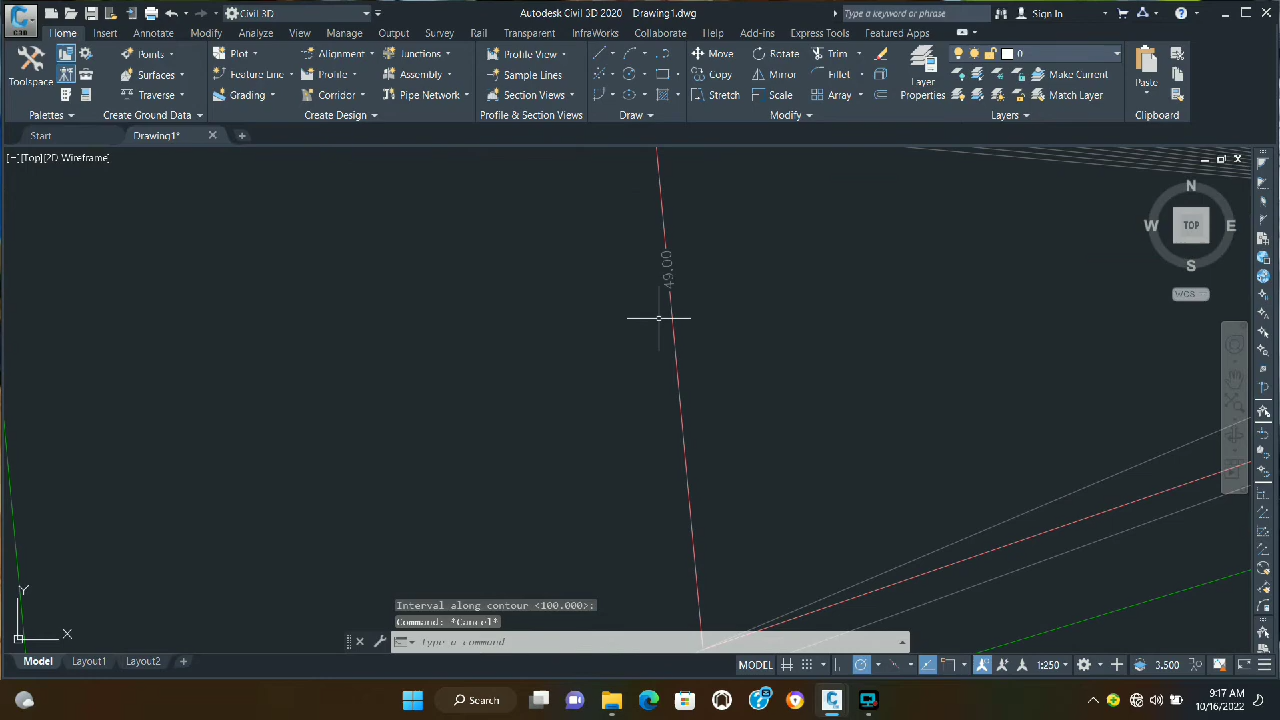 C3D
Civil 3D
Autodesk Civil 3D 2020 Drawing1.dwg
Type a keyword or phrase
Sign In
Home Insert Annotate Modify Analyze View Manage Output Survey Rail Transparent InfraWorks Collaborate Help Add-ins Express Tools Featured Apps
Toolspace
Points
Surfaces
Traverse
Plot
Feature Line
Grading
Alignment
Profile
Corridor
Junctions
Assembly
Pipe Network
Profile View
Sample Lines
Section Views
Move
Copy
Stretch
Rotate
Mirror
Scale
Trim
Fillet
Array
Layer
Properties
0
Make Current
Match Layer
Paste
Palettes
Create Ground Data
Create Design
Profile & Section Views
Draw
Modify
Layers
Clipboard
Start
Drawing1*
[−][Top][2D Wireframe]
N
W
TOP
E
S
WCS
49.00
Y
X
Interval along contour <100.000>:
Command: *Cancel*
Type a command
Model
Layout1
Layout2
MODEL
1:250
3.500
Search
9:17 AM
10/16/2022